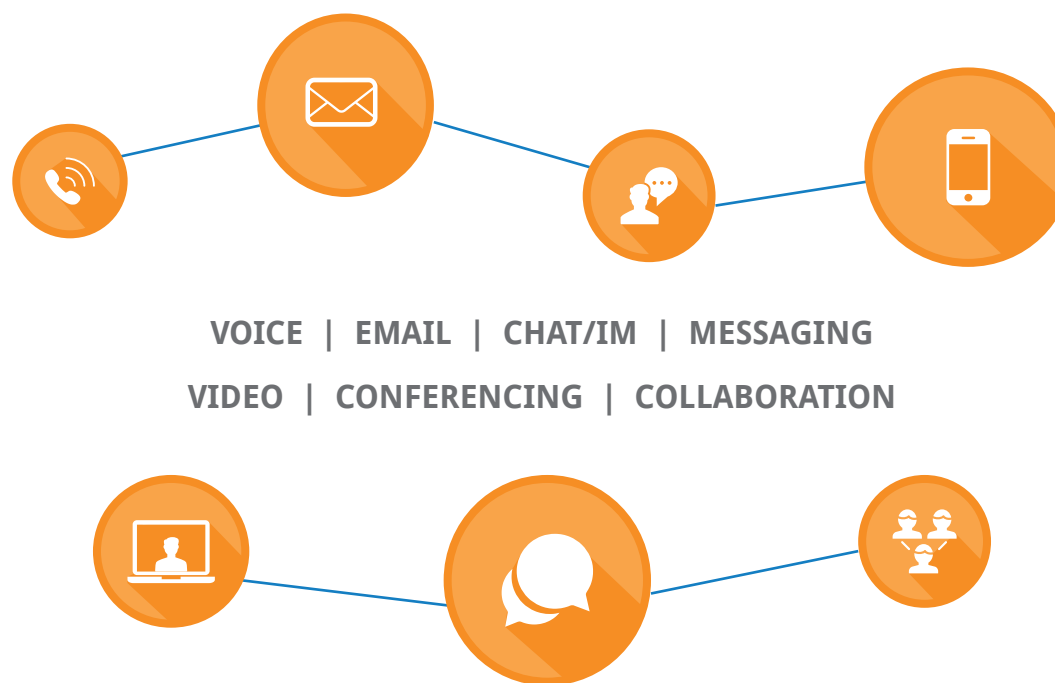 VOICE | EMAIL | CHAT/IM | MESSAGING
VIDEO | CONFERENCING | COLLABORATION